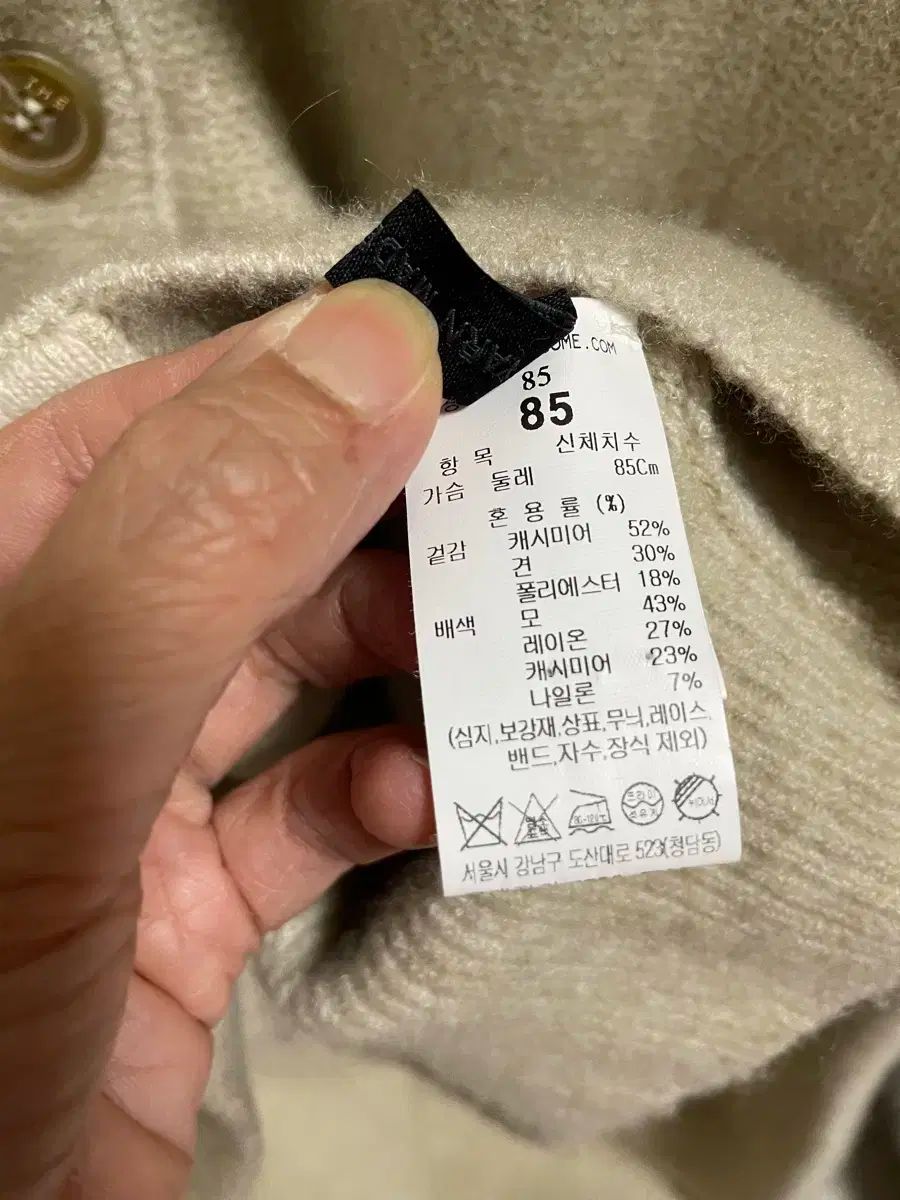 THE
OME.COM
85
85
항 목 신체치수
가슴 둘레 85Cm
혼 용 률 (%)
겉감 캐시미어 52%
견 30%
폴리에스터 18%
배색 모 43%
레이온 27%
캐시미어 23%
나일론 7%
(심지,보강재,상표,무늬,레이스,
밴드,자수,장식 제외)
서울시 강남구 도산대로 523(청담동)